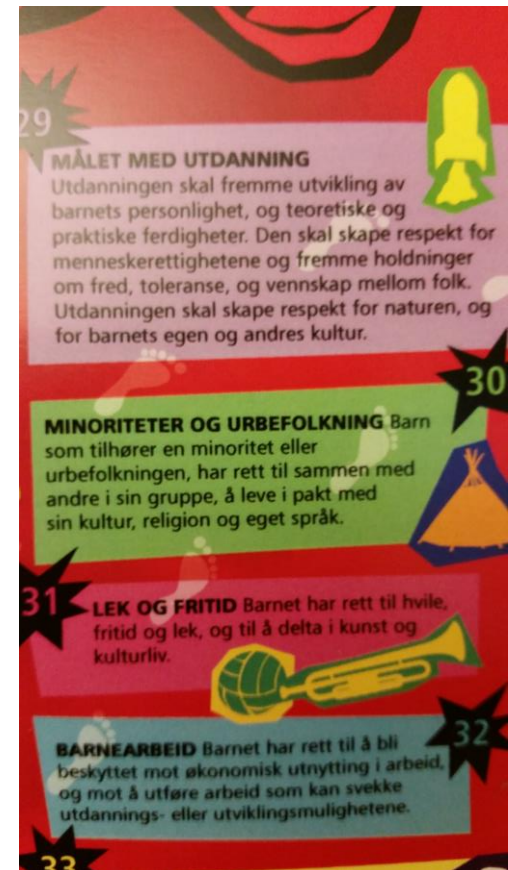 29
MÅLET MED UTDANNING
Utdanningen skal fremme utvikling av
barnets personlighet, og teoretiske og
praktiske ferdigheter. Den skal skape respekt for
menneskerettighetene og fremme holdninger
om fred, toleranse, og vennskap mellom folk.
Utdanningen skal skape respekt for naturen, og
for barnets egen og andres kultur.
30
MINORITETER OG URBEFOLKNING Barn
som tilhører en minoritet eller
urbefolkningen, har rett til sammen med
andre i sin gruppe, å leve i pakt med
sin kultur, religion og eget språk.
31
LEK OG FRITID Barnet har rett til hvile,
fritid og lek, og til å delta i kunst og
kulturliv.
32
BARNEARBEID Barnet har rett til å bli
beskyttet mot økonomisk utnytting i arbeid,
og mot å utføre arbeid som kan svekke
utdannings- eller utviklingsmulighetene.
33